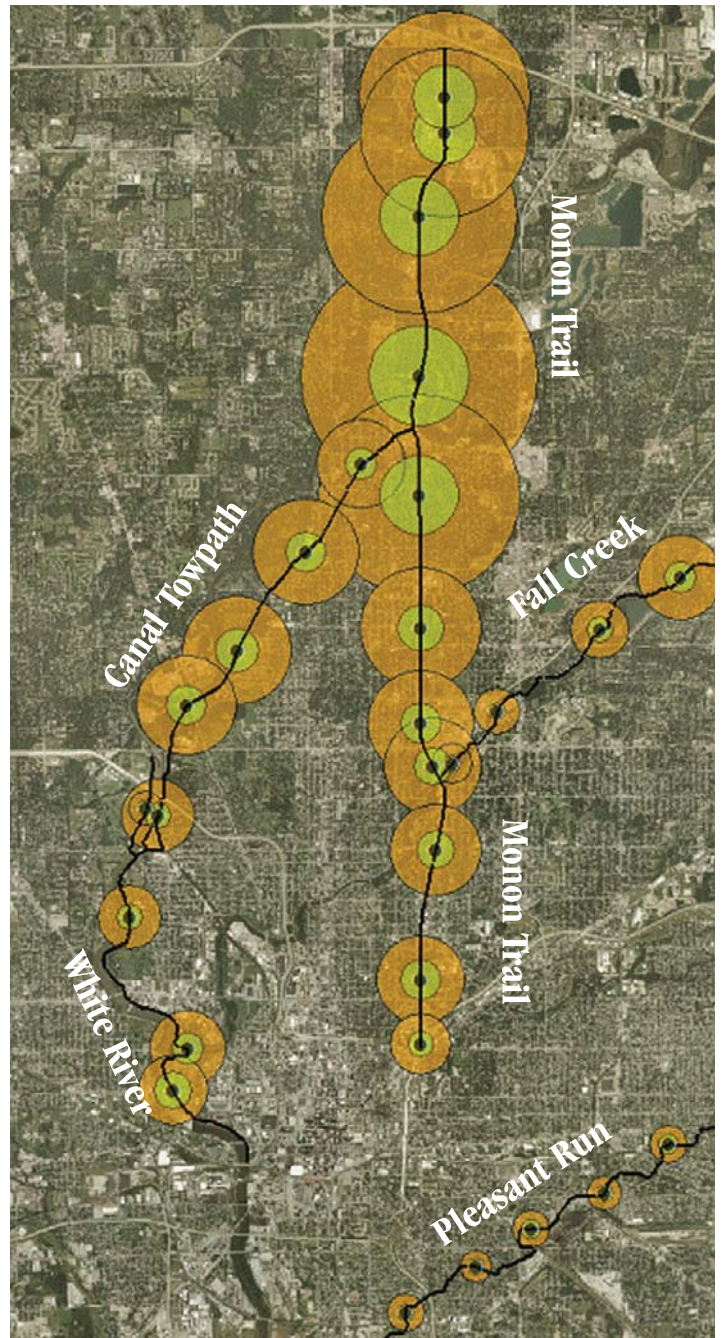 Monon Trail
Canal Towpath
Fall Creek
Monon Trail
White River
Pleasant Run